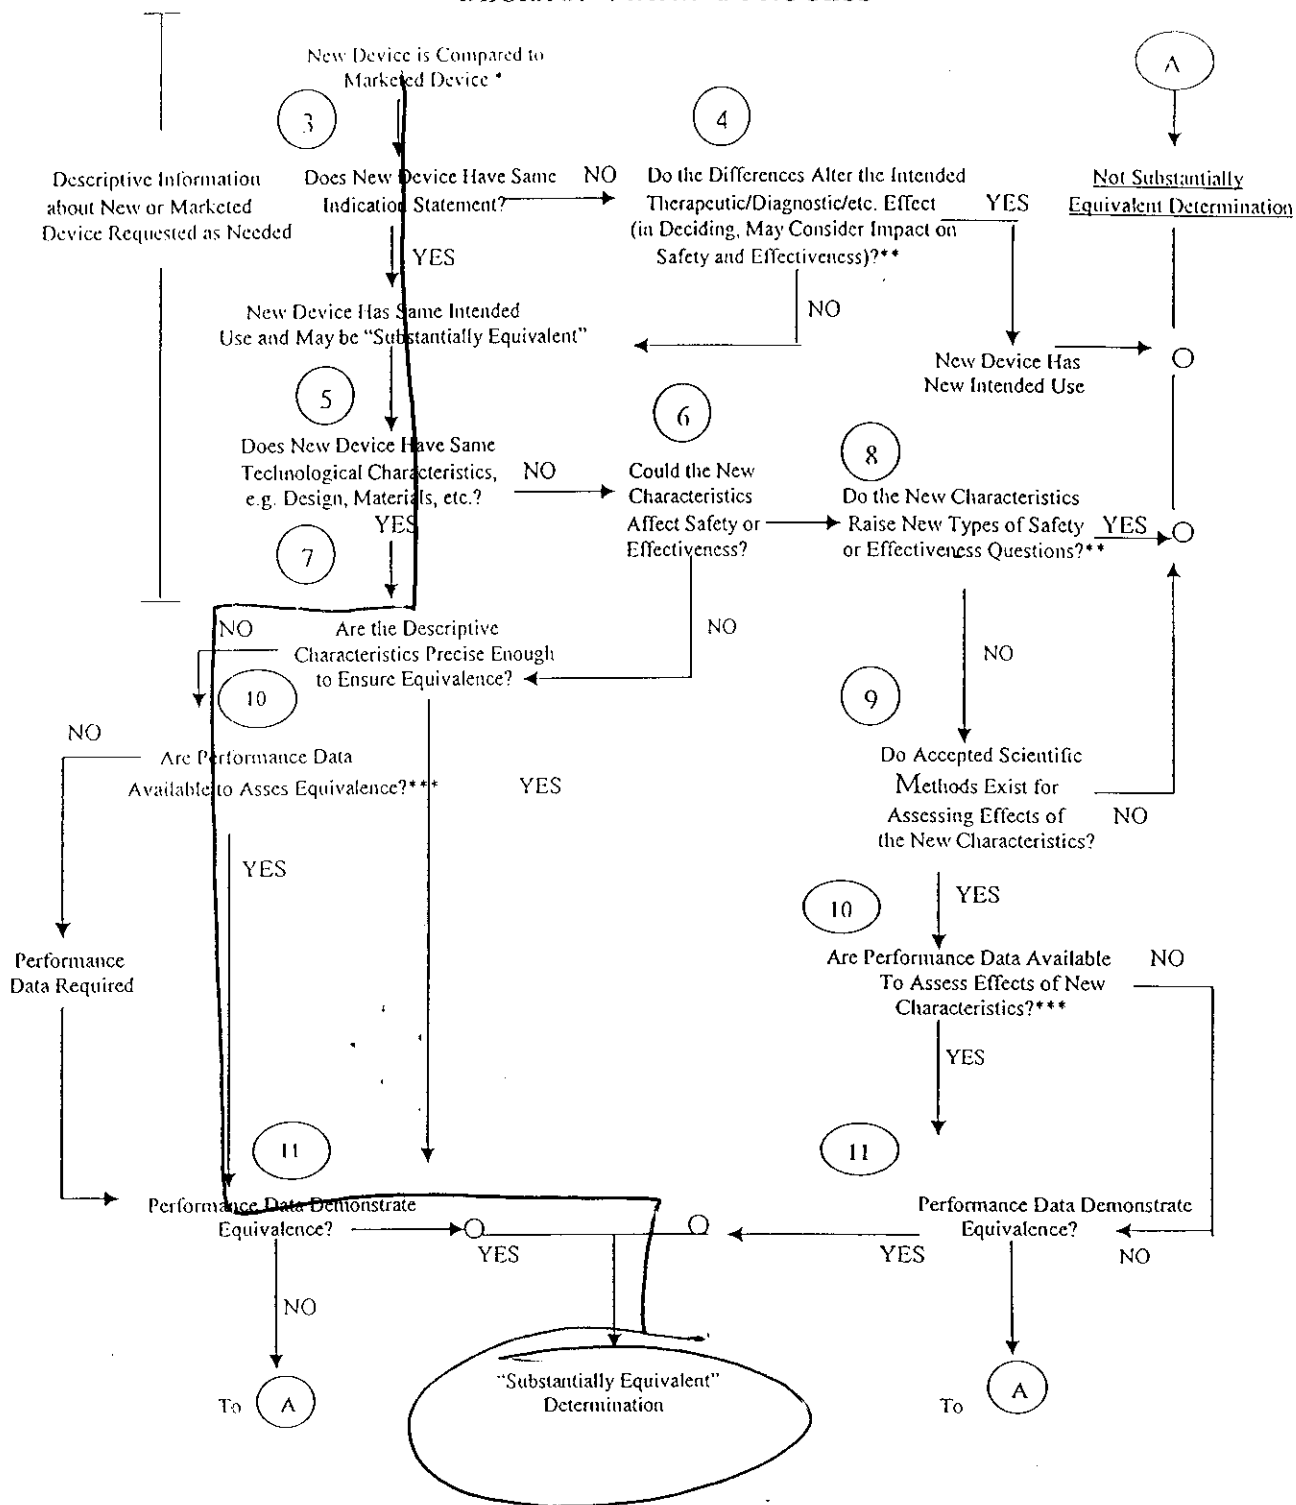 New Device is Compared to
Marketed Device *
A
3
4
Descriptive Information
about New or Marketed
Device Requested as Needed
Does New Device Have Same
Indication Statement?
NO
Do the Differences Alter the Intended
Therapeutic/Diagnostic/etc. Effect
(in Deciding, May Consider Impact on
Safety and Effectiveness)?**
YES
Not Substantially
Equivalent Determination
YES
NO
New Device Has Same Intended
Use and May be “Substantially Equivalent”
New Device Has
New Intended Use
5
6
8
Does New Device Have Same
Technological Characteristics,
e.g. Design, Materials, etc.?
NO
Could the New
Characteristics
Affect Safety or
Effectiveness?
Do the New Characteristics
Raise New Types of Safety
or Effectiveness Questions?**
YES
YES
7
NO
Are the Descriptive
Characteristics Precise Enough
to Ensure Equivalence?
NO
NO
10
9
NO
Are Performance Data
Available to Asses Equivalence?***
YES
Do Accepted Scientific
Methods Exist for
Assessing Effects of
the New Characteristics?
NO
YES
YES
10
Performance
Data Required
Are Performance Data Available
To Assess Effects of New
Characteristics?***
NO
YES
11
11
Performance Data Demonstrate
Equivalence?
YES
YES
Performance Data Demonstrate
Equivalence?
NO
NO
To A
“Substantially Equivalent”
Determination
To A